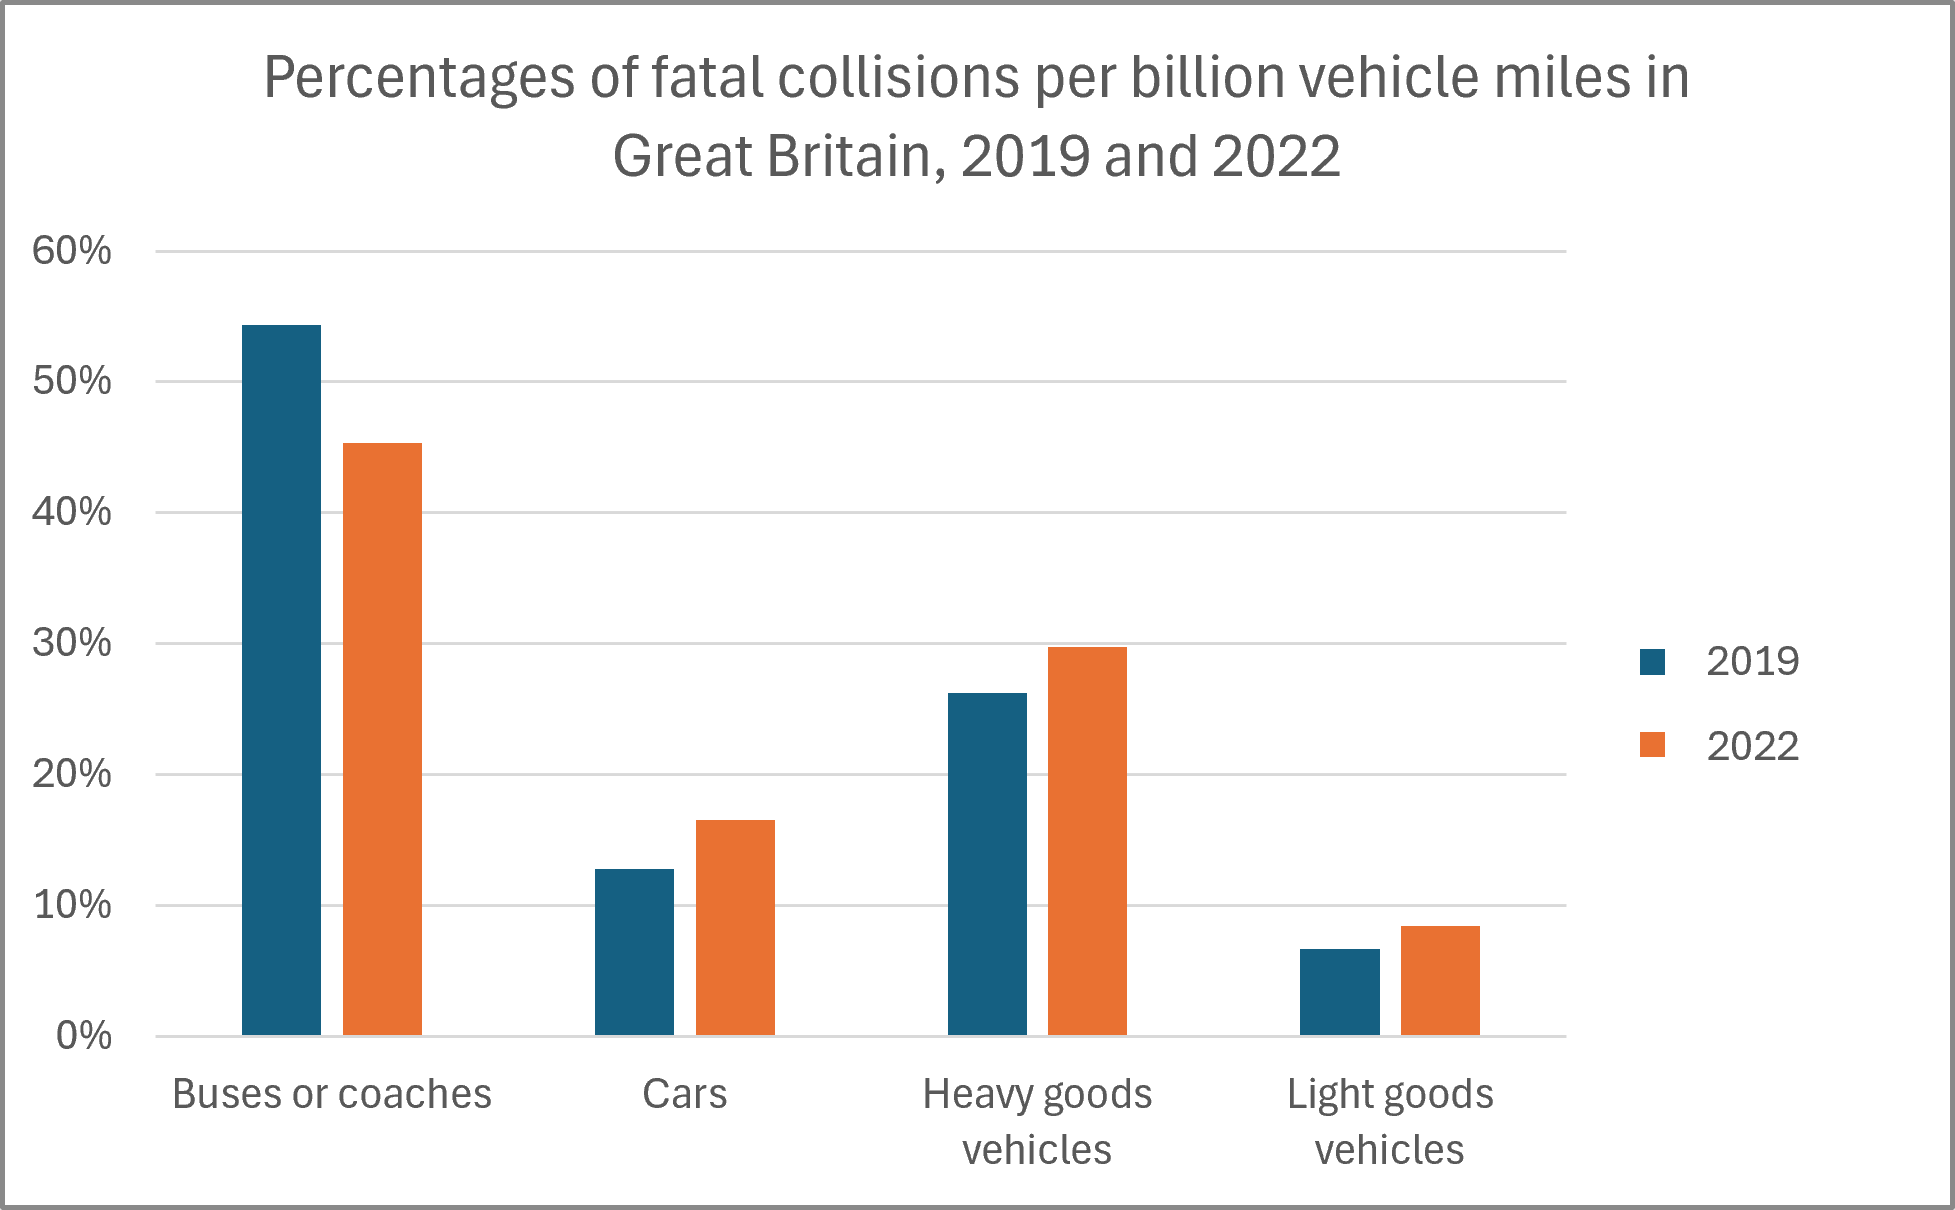 Percentages of fatal collisions per billion vehicle miles in
Great Britain, 2019 and 2022
60%
50%
40%
30%
20%
10%
0%
Buses or coaches
Cars
Heavy goods
vehicles
Light goods
vehicles
2019
2022